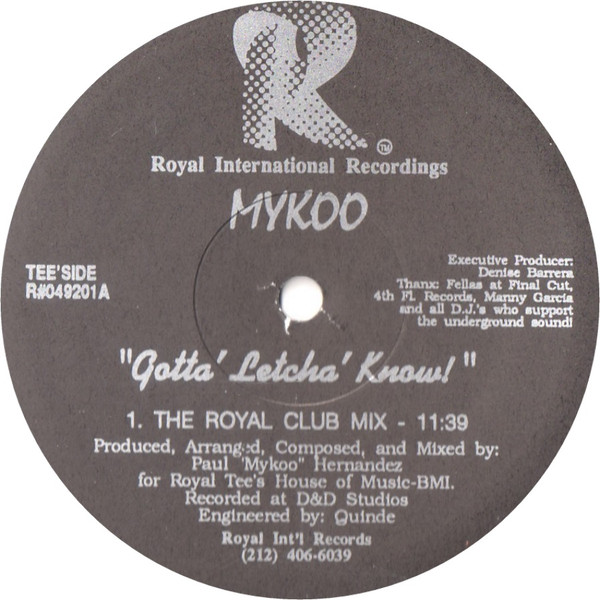 R
TM
Royal International Recordings
MYKOO
TEE'SIDE
R#049201A
Executive Producer:
Denise Barrera
Thanx: Fellas at Final Cut,
4th Fl. Records, Manny Garcia
and all D.J.'s who support
the underground sound!
"Gotta' Letcha' Know! "
1. THE ROYAL CLUB MIX - 11:39
Produced, Arranged, Composed, and Mixed by:
Paul "Mykoo" Hernandez
for Royal Tee's House of Music-BMI.
Recorded at D&D Studios
Engineered by: Quinde
Royal Int'l Records
(212) 406-6039